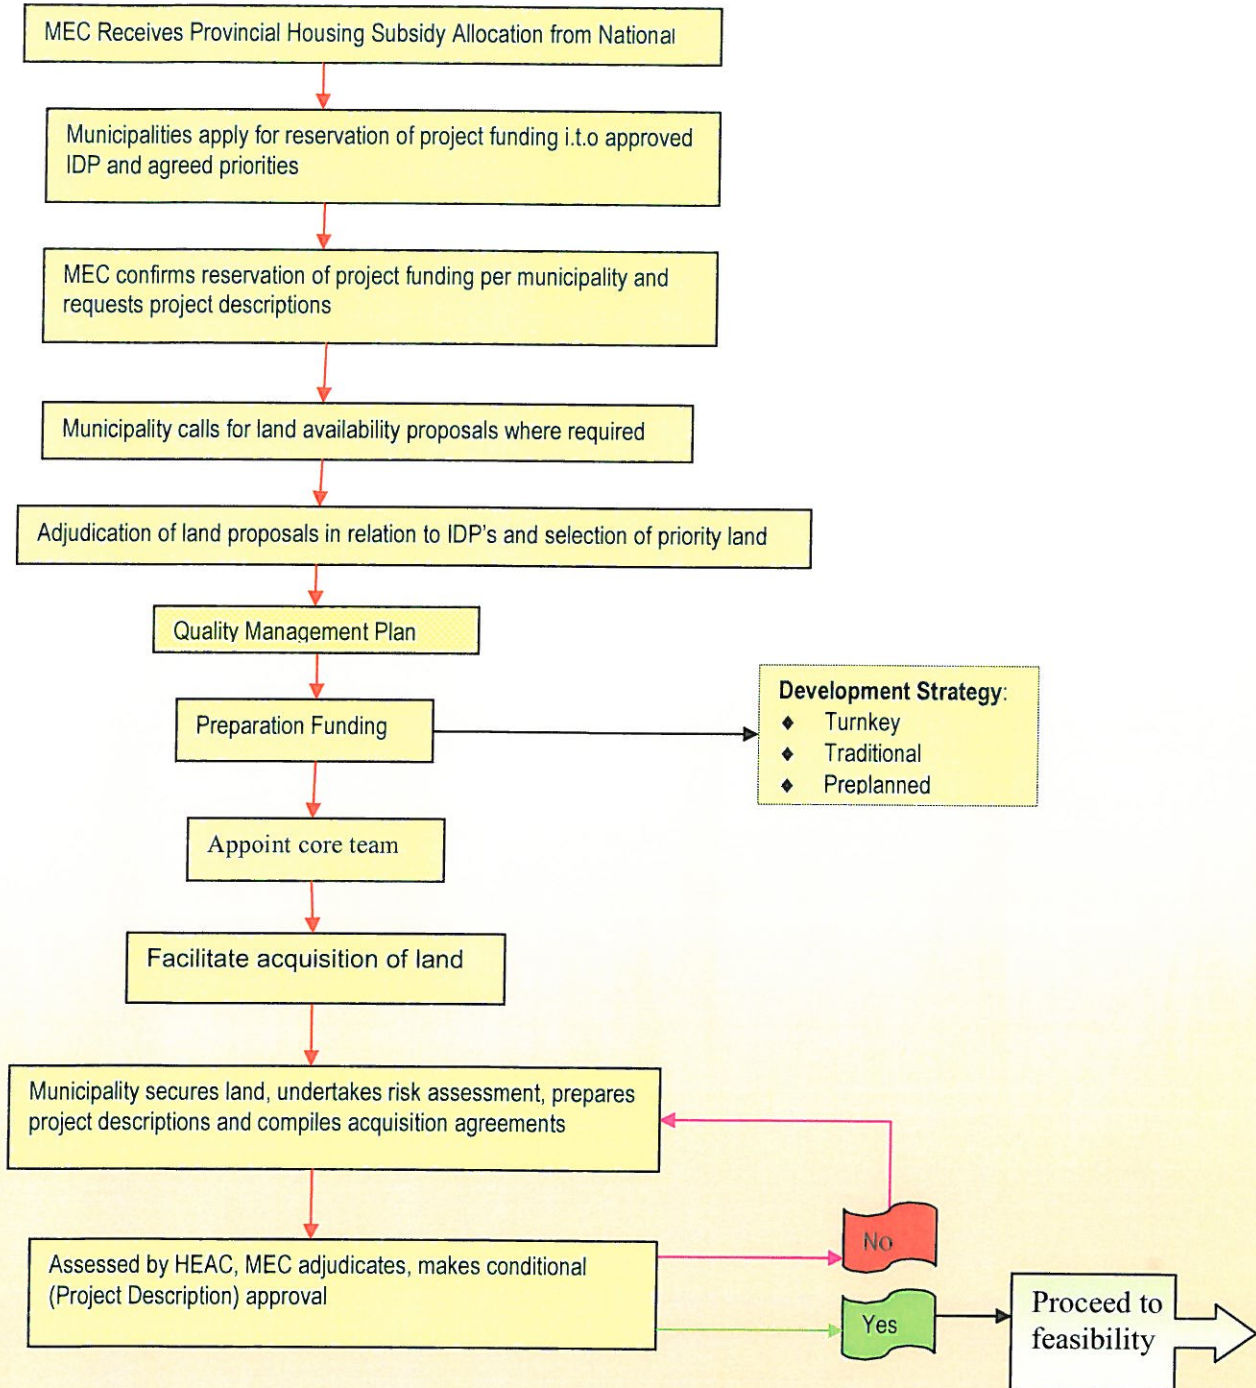 MEC Receives Provincial Housing Subsidy Allocation from National
Municipalities apply for reservation of project funding i.t.o approved
IDP and agreed priorities
MEC confirms reservation of project funding per municipality and
requests project descriptions
Municipality calls for land availability proposals where required
Adjudication of land proposals in relation to IDP's and selection of priority land
Quality Management Plan
Preparation Funding
Development Strategy:
Turnkey
Traditional
Preplanned
Appoint core team
Facilitate acquisition of land
Municipality secures land, undertakes risk assessment, prepares
project descriptions and compiles acquisition agreements
No
Assessed by HEAC, MEC adjudicates, makes conditional
(Project Description) approval
Yes
Proceed to
feasibility